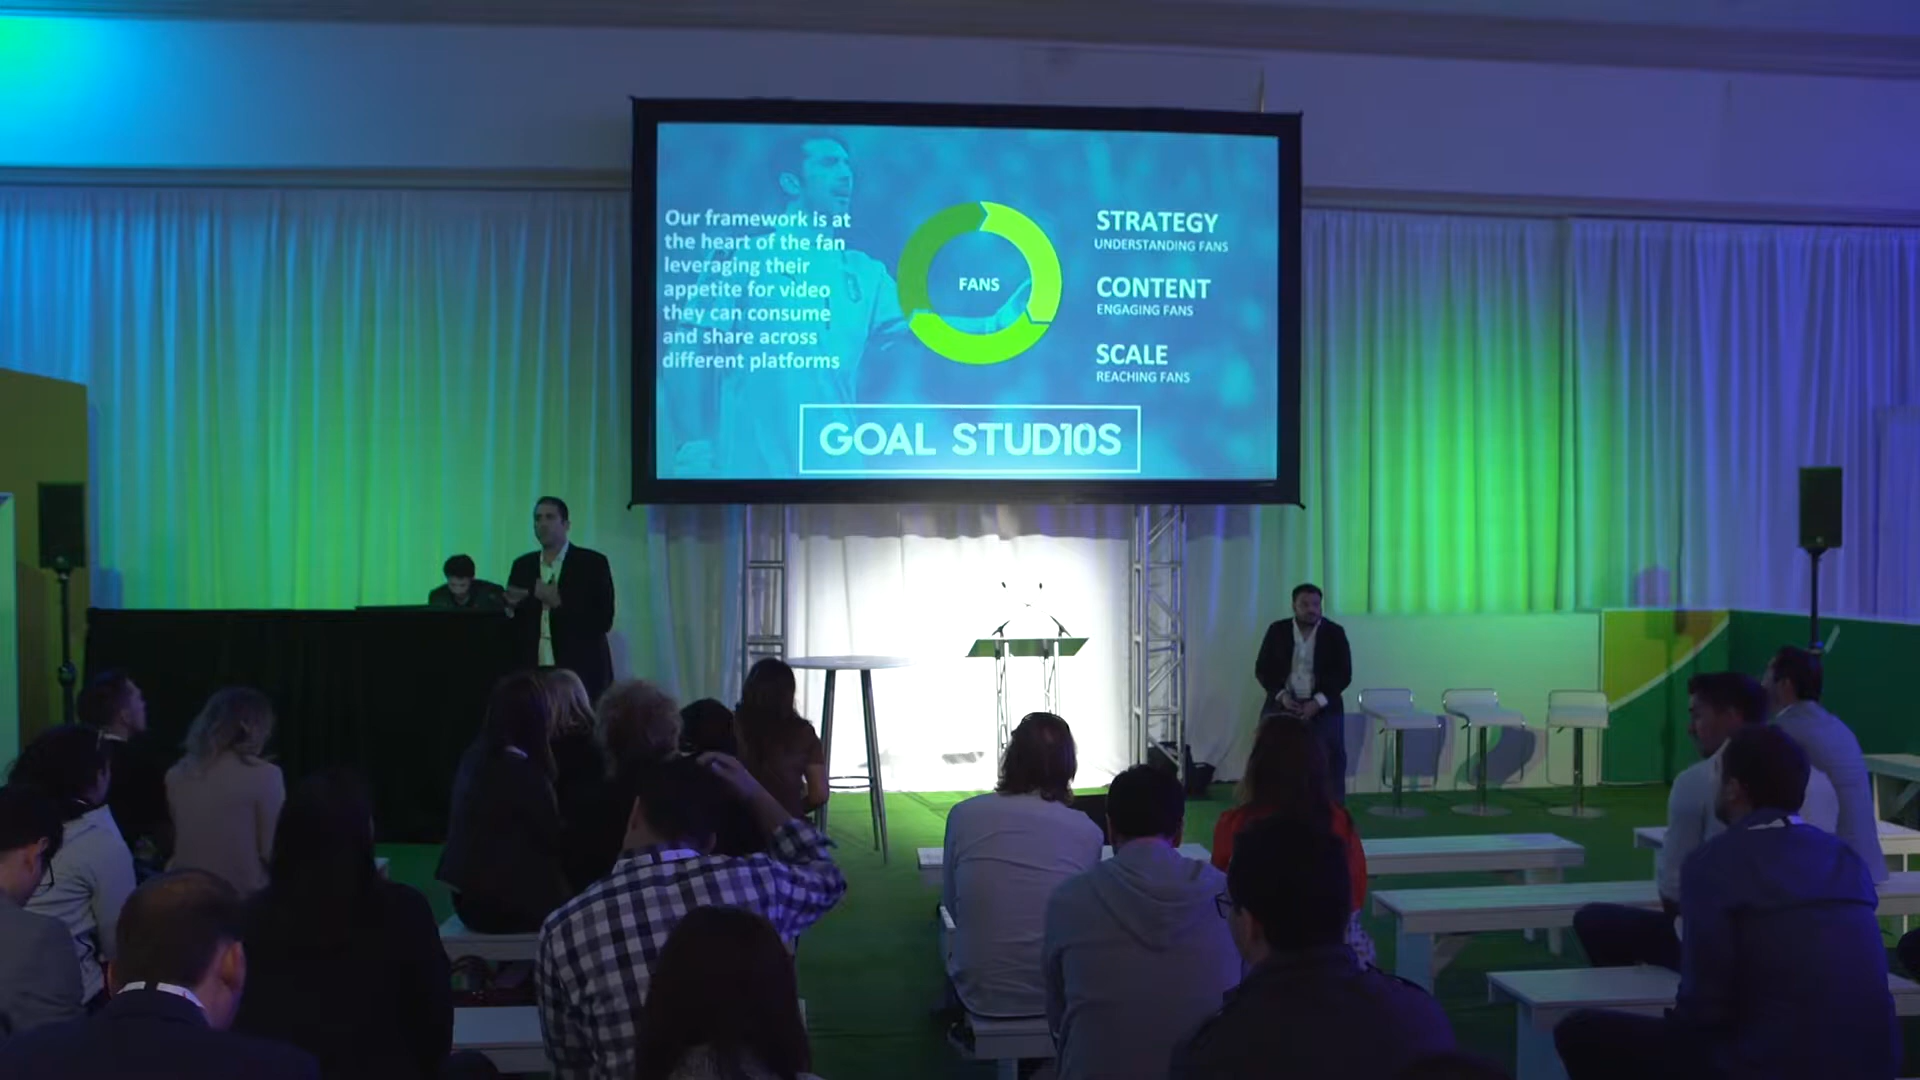 Our framework is at
the heart of the fan
leveraging their
appetite for video
they can consume
and share across
different platforms
FANS
STRATEGY
UNDERSTANDING FANS
CONTENT
ENGAGING FANS
SCALE
REACHING FANS
GOAL STUD10S